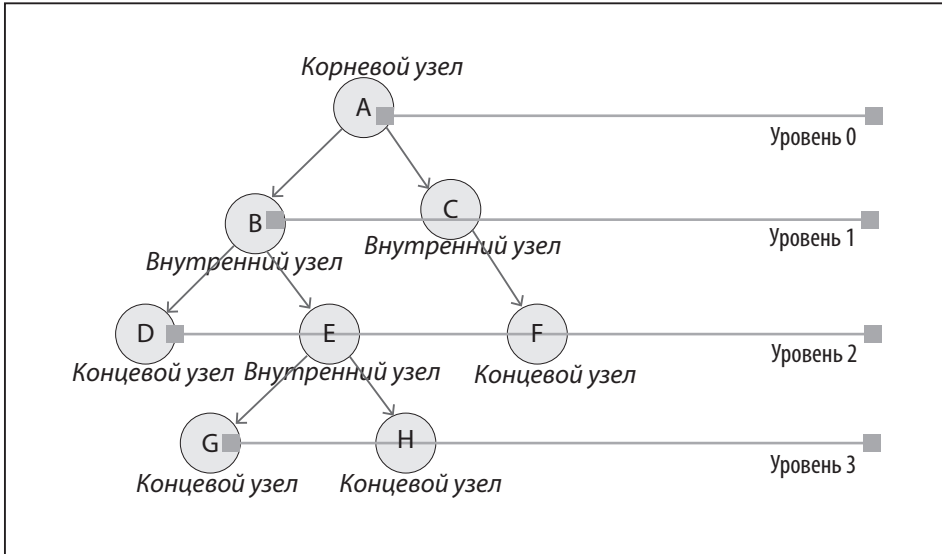 Корневой узел
A
Уровень 0
B
C
Уровень 1
Внутренний узел
Внутренний узел
D
E
F
Уровень 2
Концевой узел
Внутренний узел
Концевой узел
G
H
Уровень 3
Концевой узел
Концевой узел